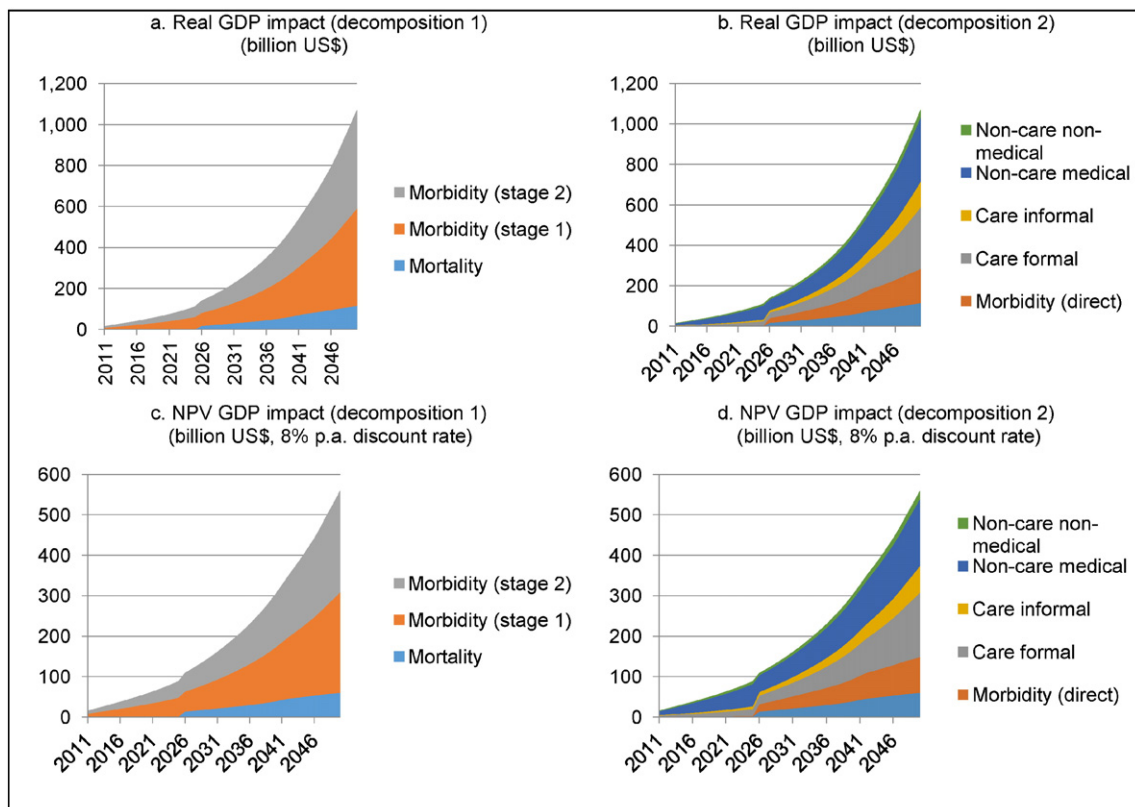 a. Real GDP impact (decomposition 1)
(billion US$)
1,200
1,000
800
600
400
200
0
2011
2016
2021
2026
2031
2036
2041
2046
Morbidity (stage 2)
Morbidity (stage 1)
Mortality
b. Real GDP impact (decomposition 2)
(billion US$)
1,200
1,000
800
600
400
200
0
2011
2016
2021
2026
2031
2036
2041
2046
Non-care non-
medical
Non-care medical
Care informal
Care formal
Morbidity (direct)
c. NPV GDP impact (decomposition 1)
(billion US$, 8% p.a. discount rate)
600
500
400
300
200
100
0
2011
2016
2021
2026
2031
2036
2041
2046
Morbidity (stage 2)
Morbidity (stage 1)
Mortality
d. NPV GDP impact (decomposition 2)
(billion US$, 8% p.a. discount rate)
600
500
400
300
200
100
0
2011
2016
2021
2026
2031
2036
2041
2046
Non-care non-
medical
Non-care medical
Care informal
Care formal
Morbidity (direct)